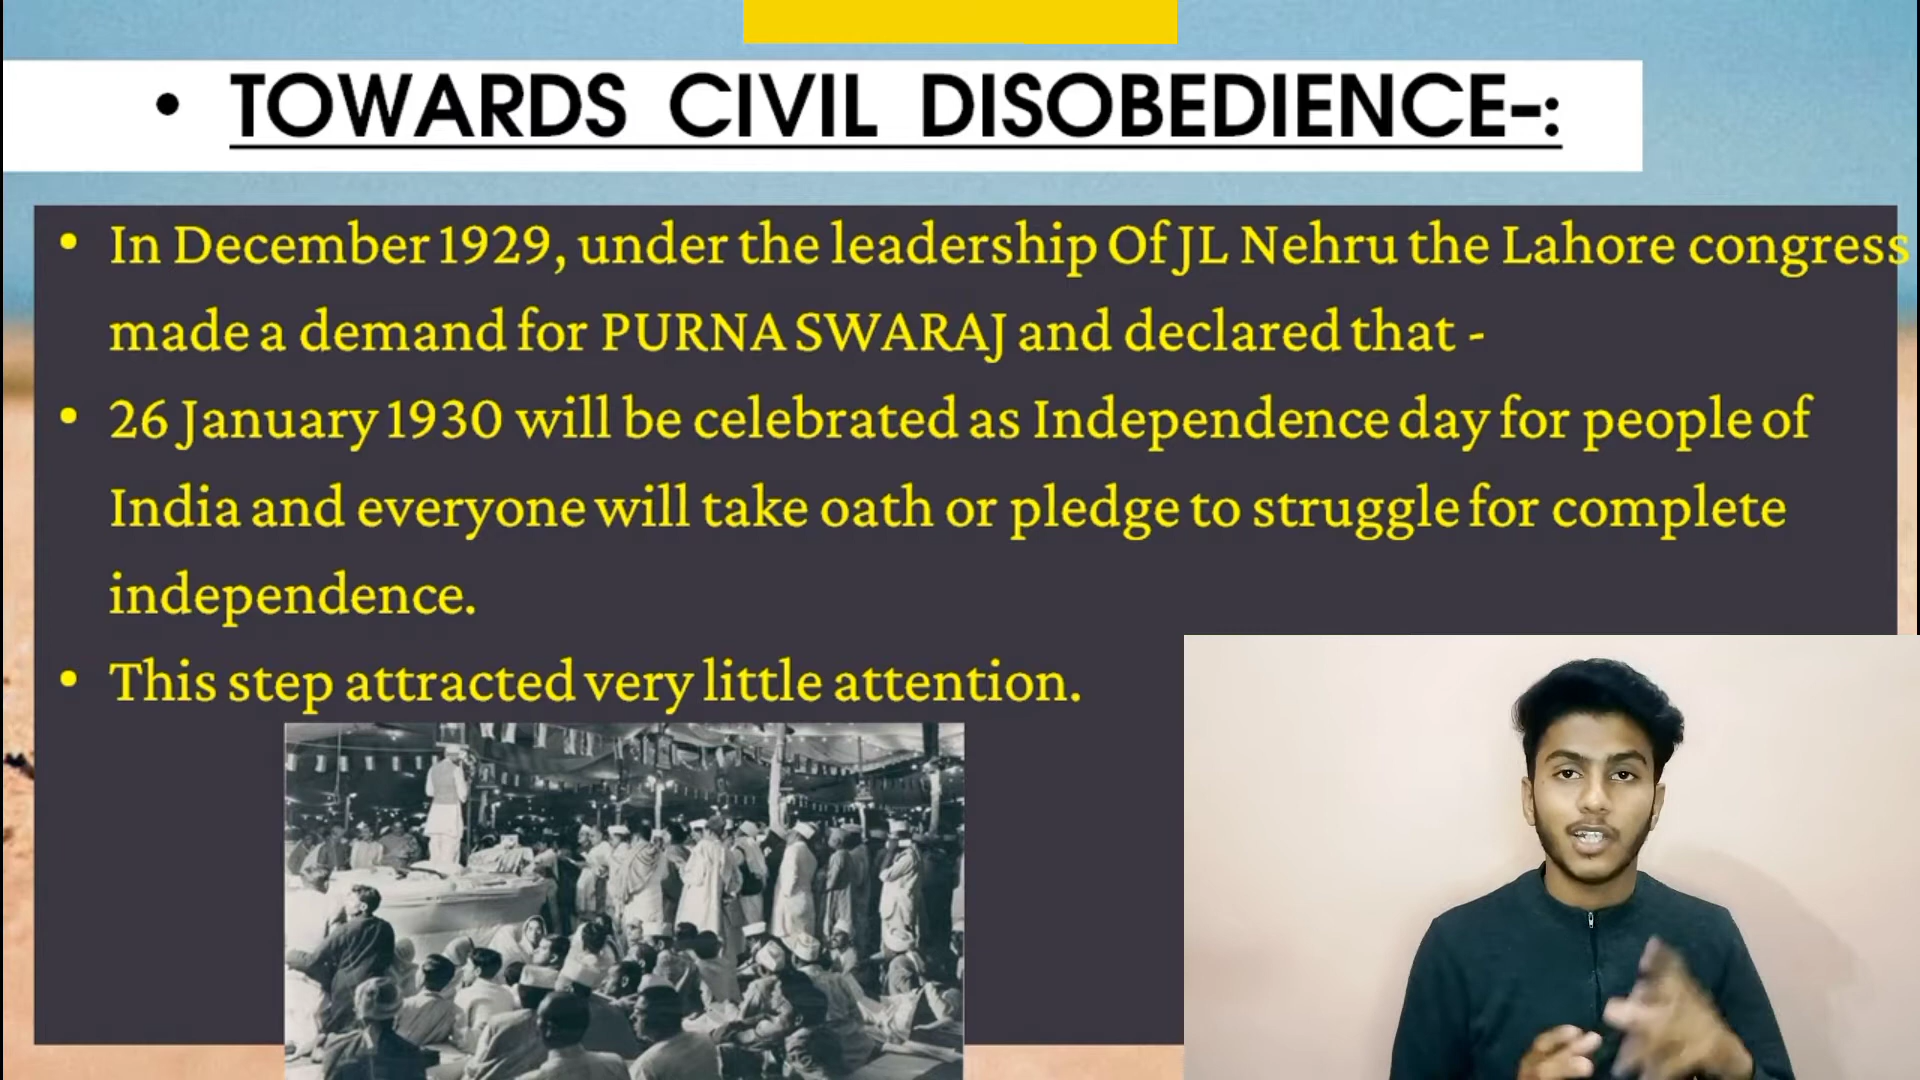 • TOWARDS CIVIL DISOBEDIENCE-:
• In December 1929, under the leadership Of JL Nehru the Lahore congress
made a demand for PURNA SWARAJ and declared that -
• 26 January 1930 will be celebrated as Independence day for people of
India and everyone will take oath or pledge to struggle for complete
independence.
• This step attracted very little attention.